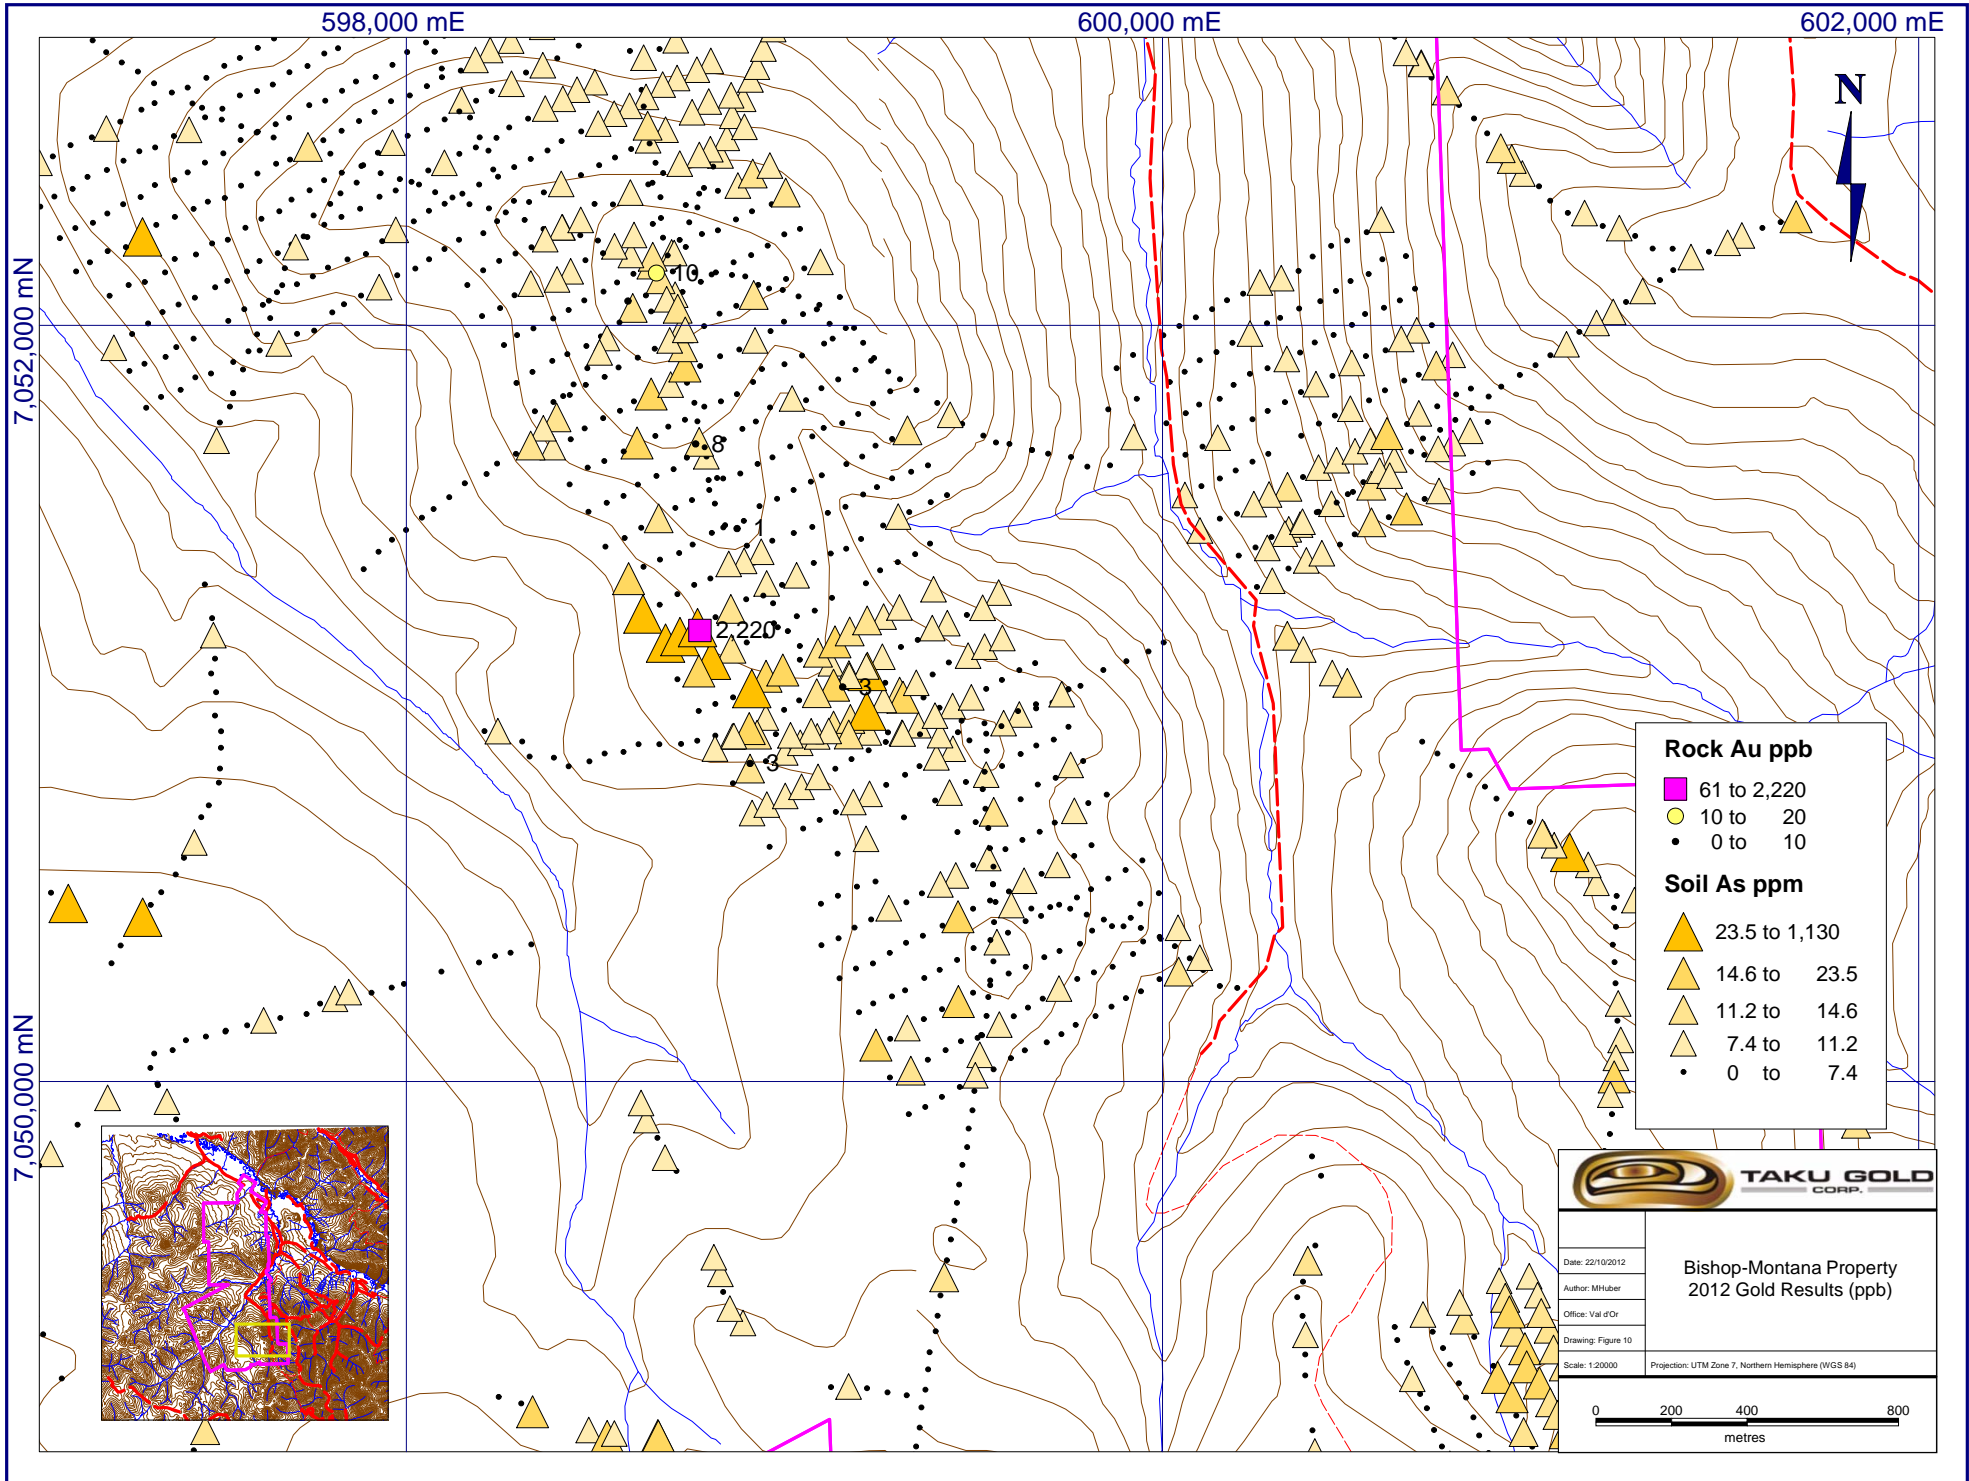 598,000 mE
600,000 mE
602,000 mE
N
7,052,000 mN
7,050,000 mN
10
8
1
2,220
3
3
Rock Au ppb
61 to 2,220
10 to 20
0 to 10
Soil As ppm
23.5 to 1,130
14.6 to 23.5
11.2 to 14.6
7.4 to 11.2
0 to 7.4
TAKU GOLD
CORP.
Date: 22/10/2012
Author: MHuber
Office: Val d'Or
Drawing: Figure 10
Scale: 1:20000
Bishop-Montana Property
2012 Gold Results (ppb)
Projection: UTM Zone 7, Northern Hemisphere (WGS 84)
0 200 400 800
metres